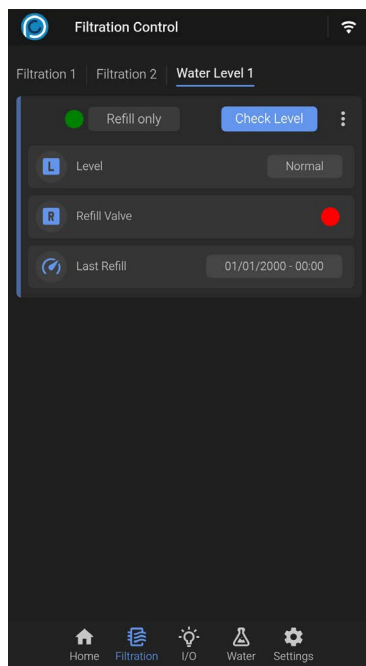 Filtration Control
Filtration 1 Filtration 2 Water Level 1
Refill only Check Level
L Level Normal
R Refill Valve
Last Refill 01/01/2000 - 00:00
Home Filtration I/O Water Settings